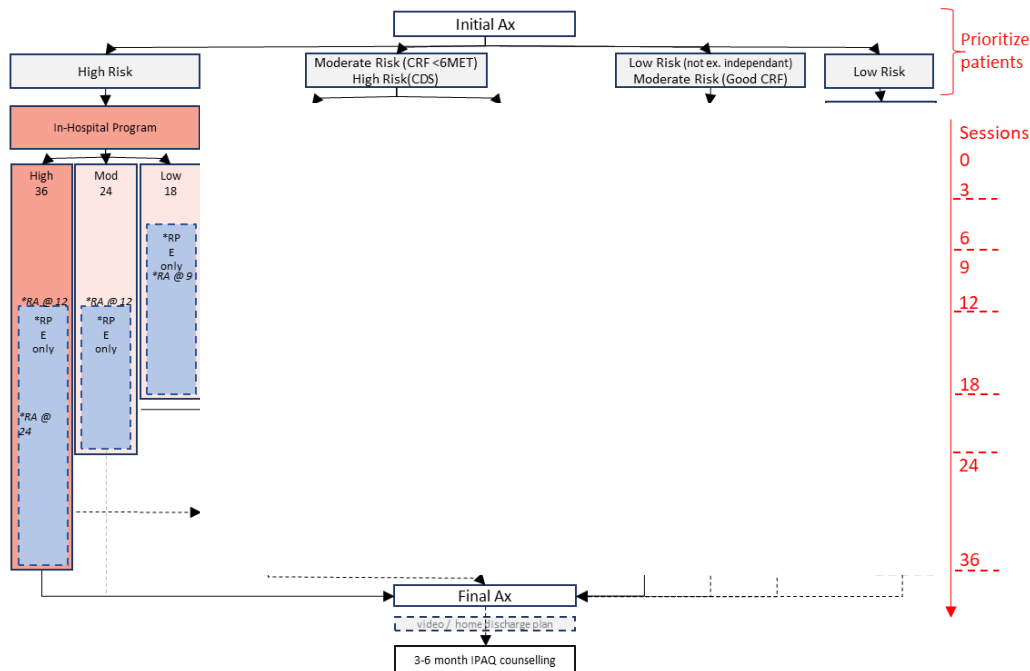 Initial Ax
Prioritize
patients
High Risk
Moderate Risk (CRF <6MET)
High Risk(CDS)
Low Risk (not ex. independant)
Moderate Risk (Good CRF)
Low Risk
In-Hospital Program
Sessions
0
3
6
9
12
18
24
36
High
36
Mod
24
Low
18
*RP
E
only
*RA @ 9
*RA @ 12
*RP
E
only
*RA @
24
*RA @ 12
*RP
E
only
Final Ax
video / home discharge plan
3-6 month IPAQ counselling